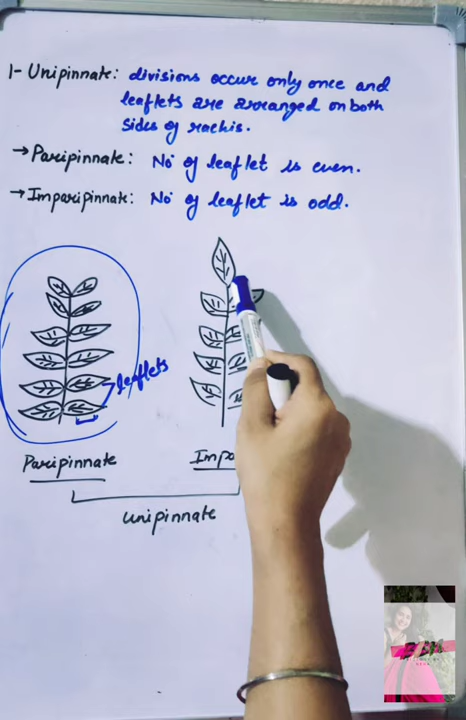 1- Unipinnate: divisions occur only once and
leaflets are arranged on both
sides of rachis.
→ Paripinnate: No of leaflet is even.
→ Imparipinnate: No of leaflet is odd.
leaflets
Paripinnate
Impa
Unipinnate